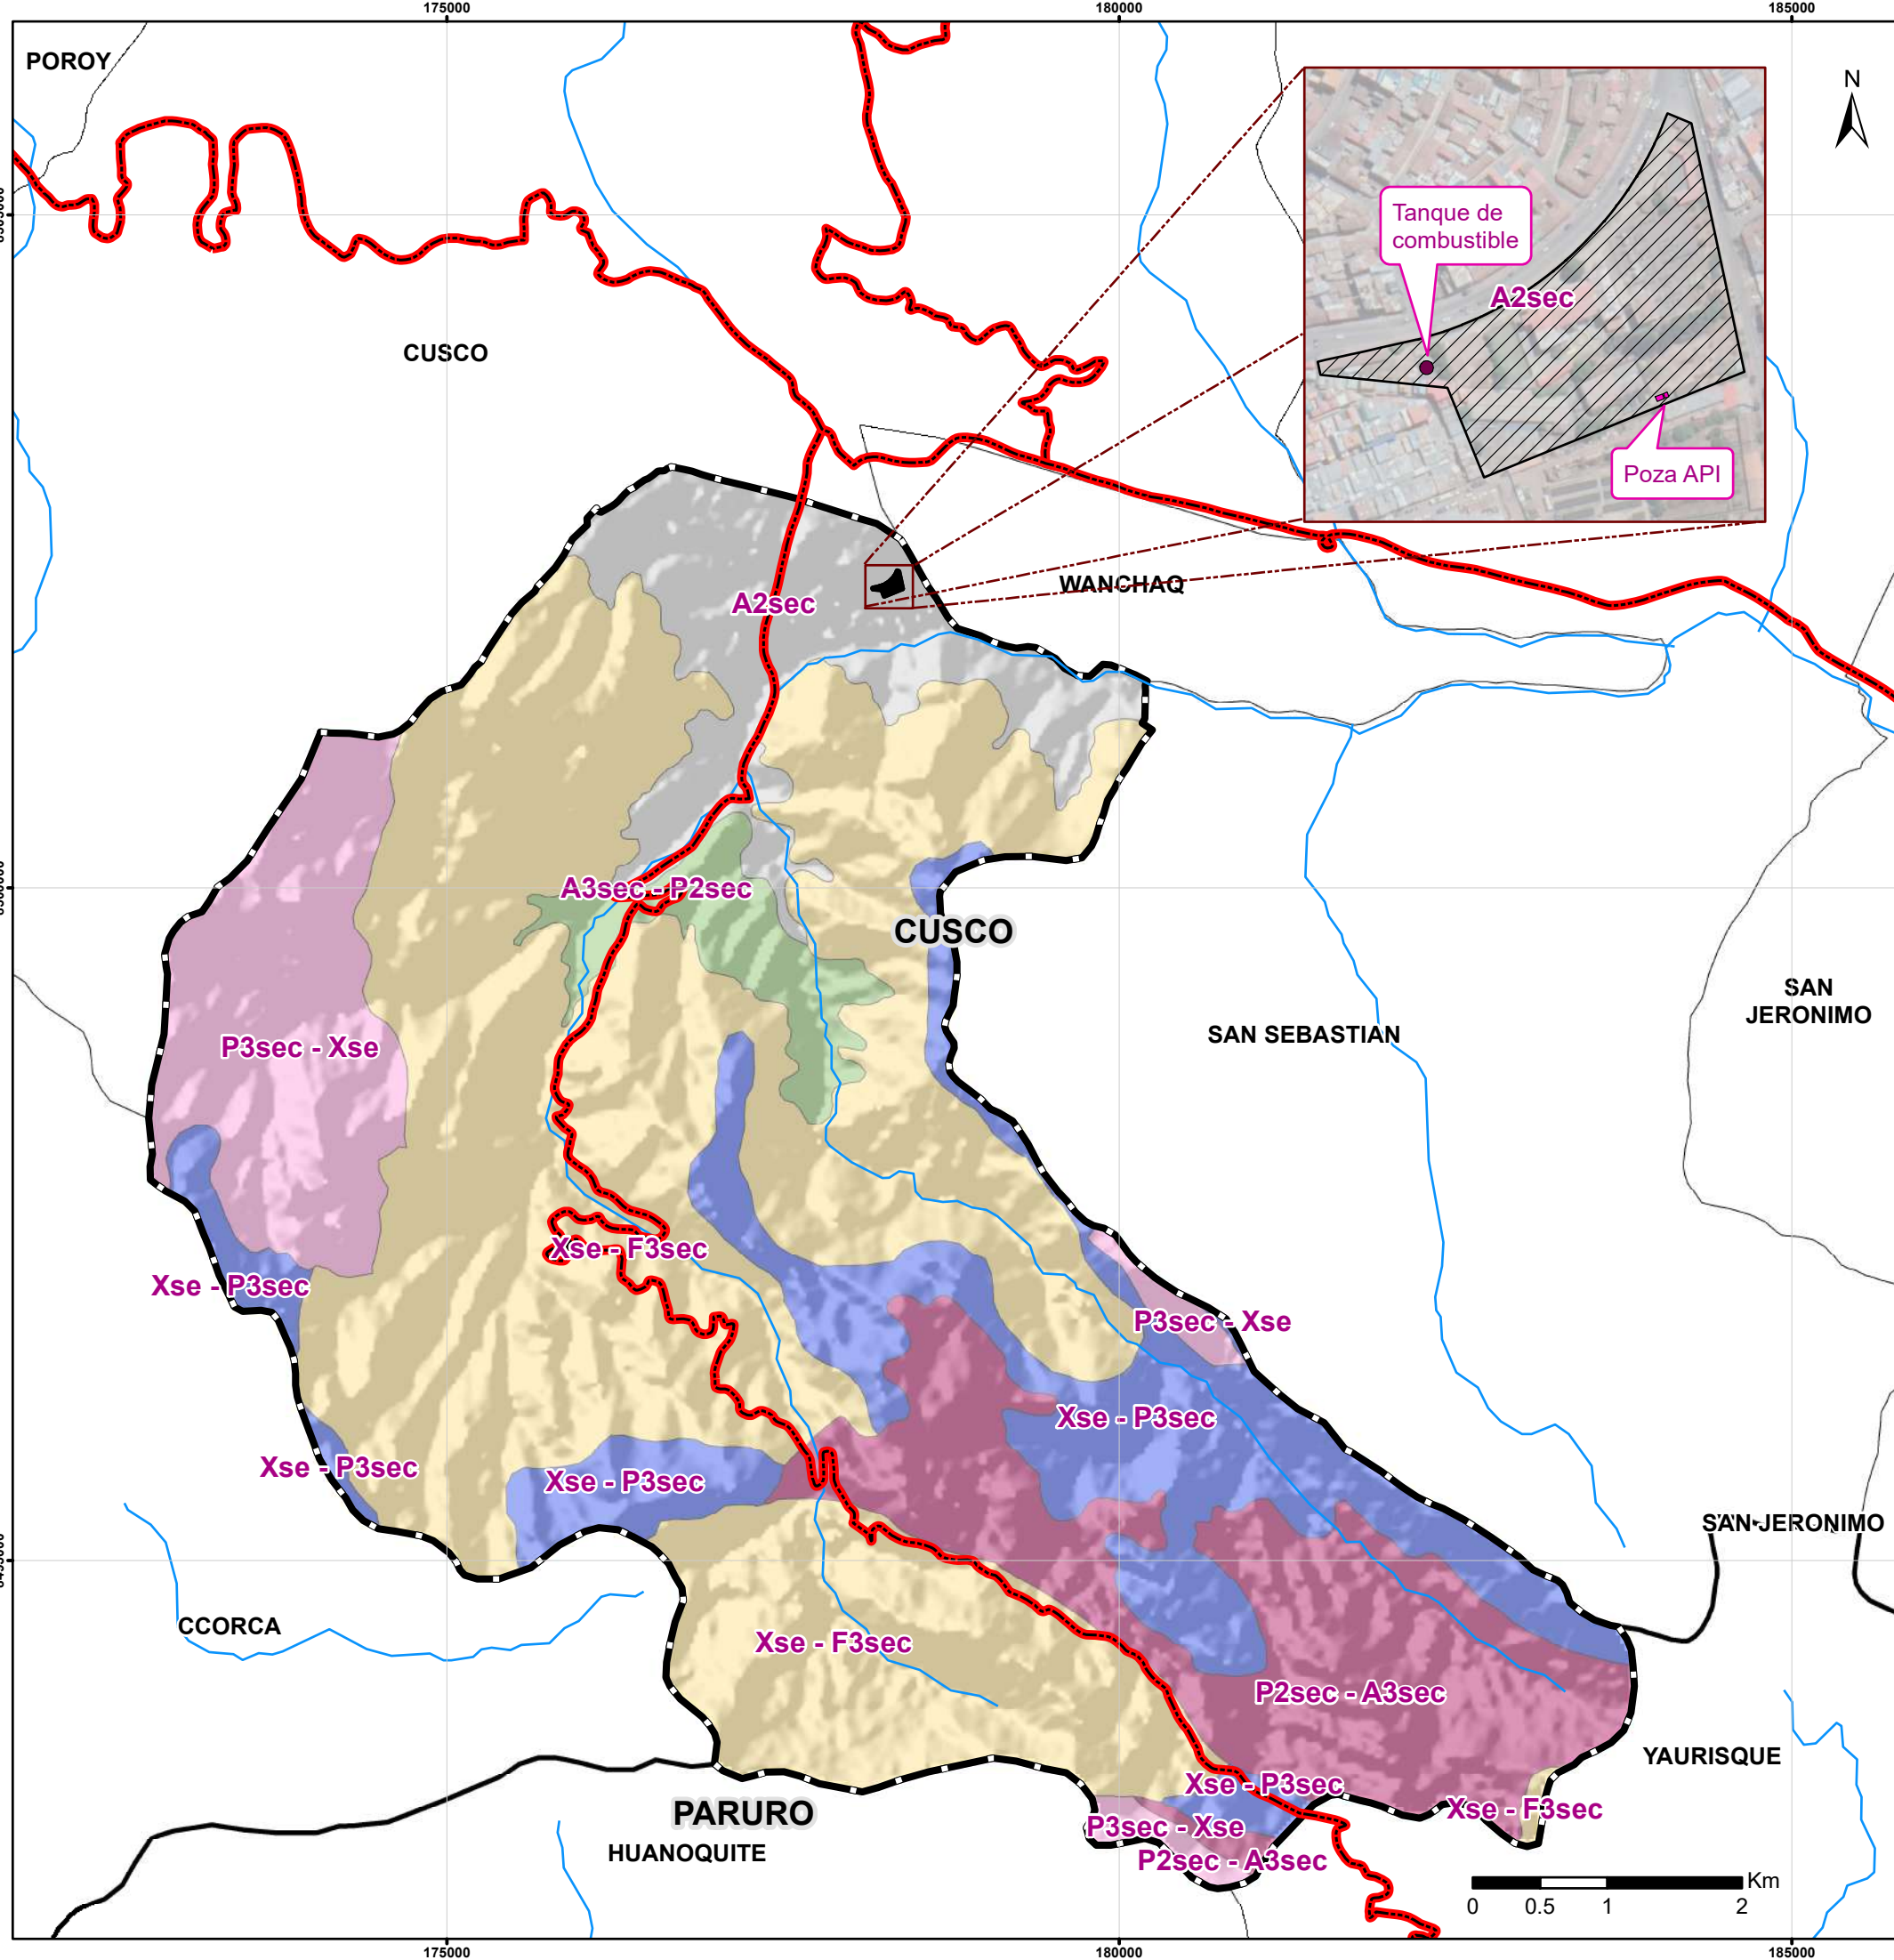 175000
180000
185000
POROY
N
Tanque de
combustible
A2sec
CUSCO
Poza API
WANCHAQ
A2sec
A3sec - P2sec
CUSCO
SAN
JERONIMO
SAN SEBASTIAN
P3sec - Xse
Xse - F3sec
Xse - P3sec
P3sec - Xse
Xse - P3sec
Xse - P3sec
Xse - P3sec
SAN JERONIMO
CCORCA
Xse - F3sec
P2sec - A3sec
YAURISQUE
Xse - P3sec
PARURO
Xse - F3sec
P3sec - Xse
HUANOQUITE
P2sec - A3sec
Km
0 0.5 1 2
175000
180000
185000